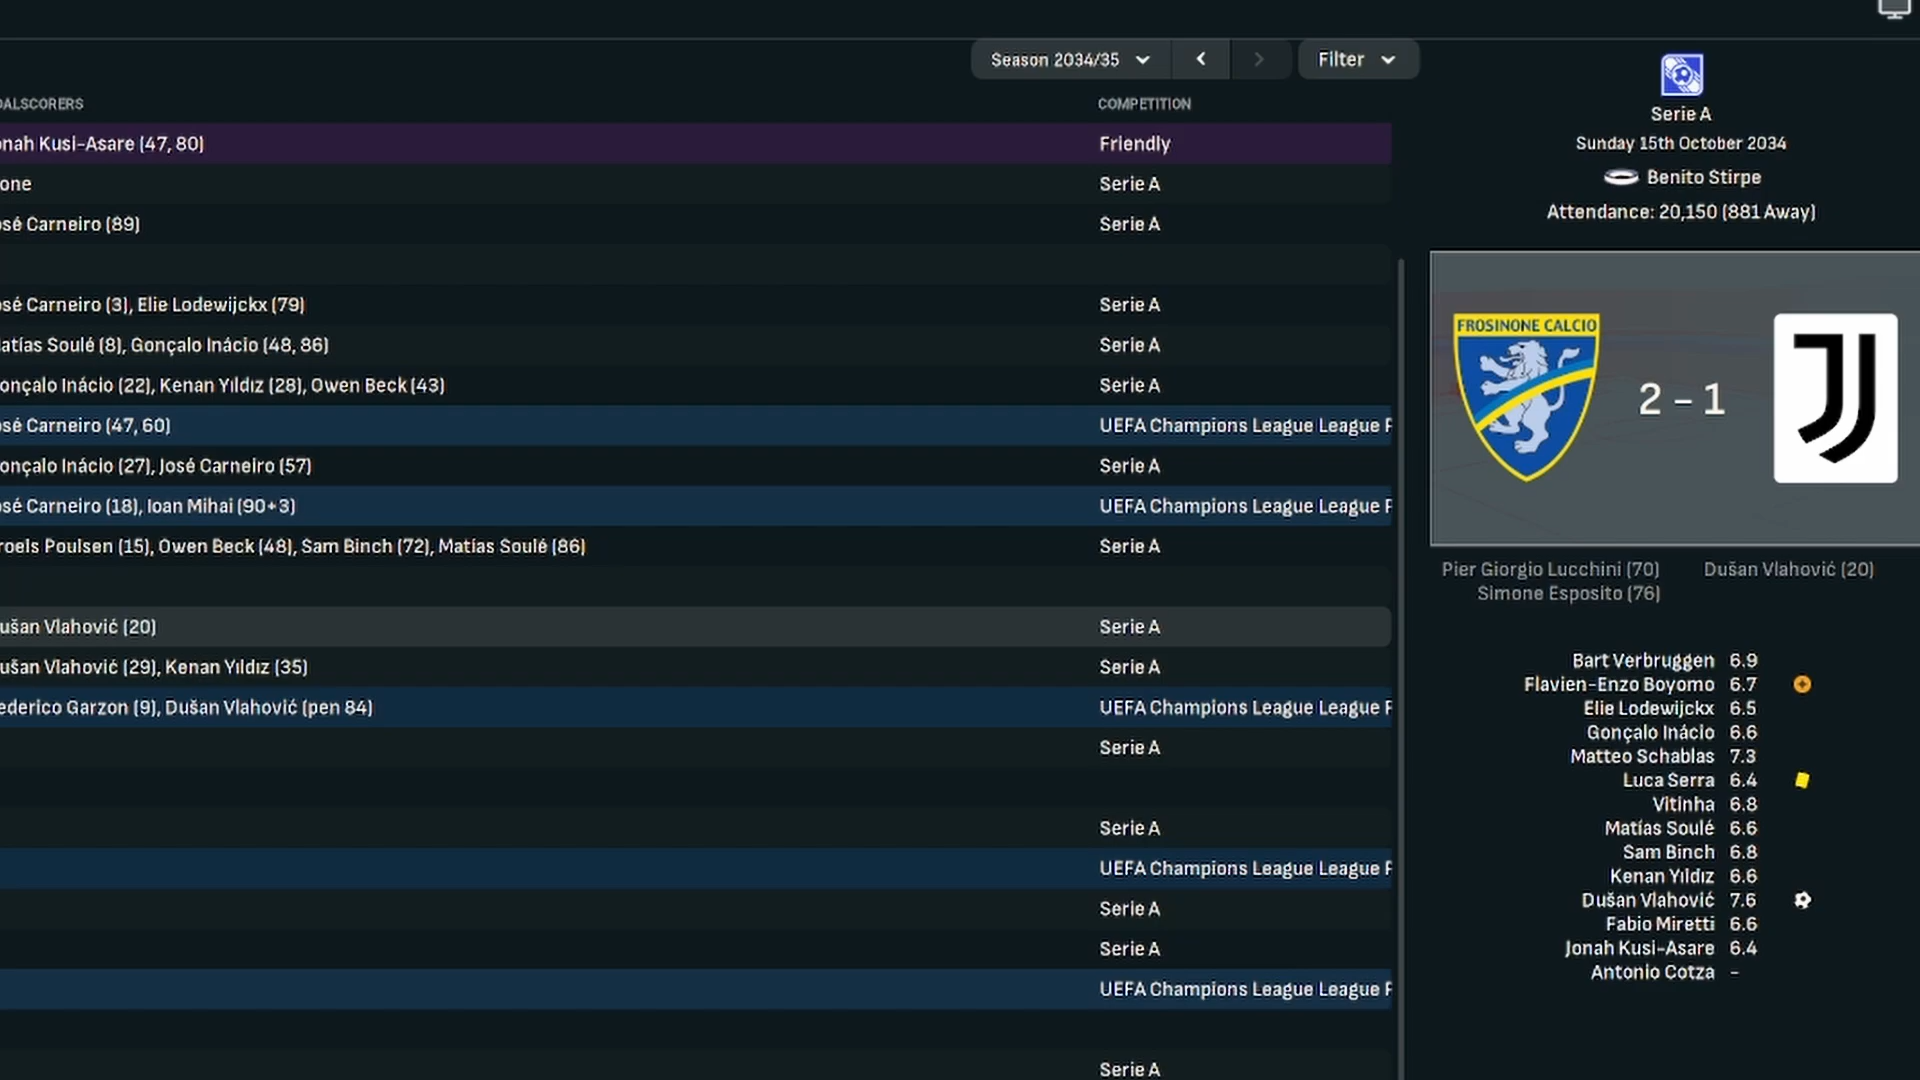 Season 2034/35
Filter
OALSCORERS
COMPETITION
onah Kusi-Asare (47, 80)
Friendly
one
Serie A
osé Carneiro (89)
Serie A
osé Carneiro (3), Elie Lodewijckx (79)
Serie A
latías Soulé (8), Gonçalo Inácio (48, 86)
Serie A
onçalo Inácio (22), Kenan Yıldız (28), Owen Beck (43)
Serie A
osé Carneiro (47, 60)
UEFA Champions League League P
onçalo Inácio (27), José Carneiro (57)
Serie A
osé Carneiro (18), Ioan Mihai (90+3)
UEFA Champions League League P
roels Poulsen (15), Owen Beck (48), Sam Binch (72), Matías Soulé (86)
Serie A
ušan Vlahović (20)
Serie A
ušan Vlahović (29), Kenan Yıldız (35)
Serie A
ederico Garzon (9), Dušan Vlahović (pen 84)
UEFA Champions League League P
Serie A
Serie A
UEFA Champions League League P
Serie A
Serie A
UEFA Champions League League P
Serie A
Serie A
Sunday 15th October 2034
Benito Stirpe
Attendance: 20,150 (881 Away)
FROSINONE CALCIO
2 - 1
Pier Giorgio Lucchini (70)
Simone Esposito (76)
Dušan Vlahović (20)
Bart Verbruggen 6.9
Flavien-Enzo Boyomo 6.7
Elie Lodewijckx 6.5
Gonçalo Inácio 6.6
Matteo Schablas 7.3
Luca Serra 6.4
Vitinha 6.8
Matías Soulé 6.6
Sam Binch 6.8
Kenan Yıldız 6.6
Dušan Vlahović 7.6
Fabio Miretti 6.6
Jonah Kusi-Asare 6.4
Antonio Cotza -